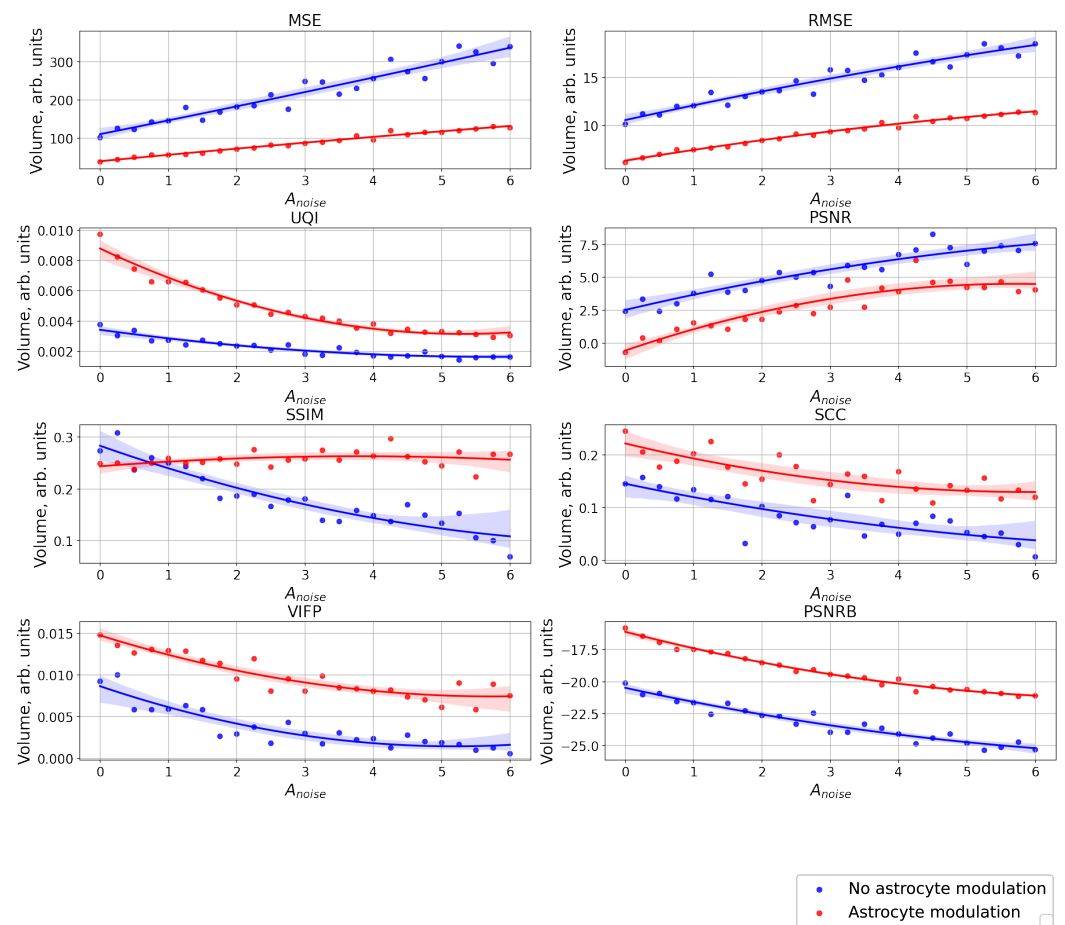 MSE
RMSE
Volume, arb. units
300
200
100
0 1 2 3 4 5 6
A_noise
Volume, arb. units
15
10
0 1 2 3 4 5 6
A_noise
UQI
PSNR
Volume, arb. units
0.010
0.008
0.006
0.004
0.002
0 1 2 3 4 5 6
A_noise
Volume, arb. units
7.5
5.0
2.5
0.0
0 1 2 3 4 5 6
A_noise
SSIM
SCC
Volume, arb. units
0.3
0.2
0.1
0 1 2 3 4 5 6
A_noise
Volume, arb. units
0.2
0.1
0.0
0 1 2 3 4 5 6
A_noise
VIFP
PSNRB
Volume, arb. units
0.015
0.010
0.005
0.000
0 1 2 3 4 5 6
A_noise
Volume, arb. units
−17.5
−20.0
−22.5
−25.0
0 1 2 3 4 5 6
A_noise
No astrocyte modulation
Astrocyte modulation